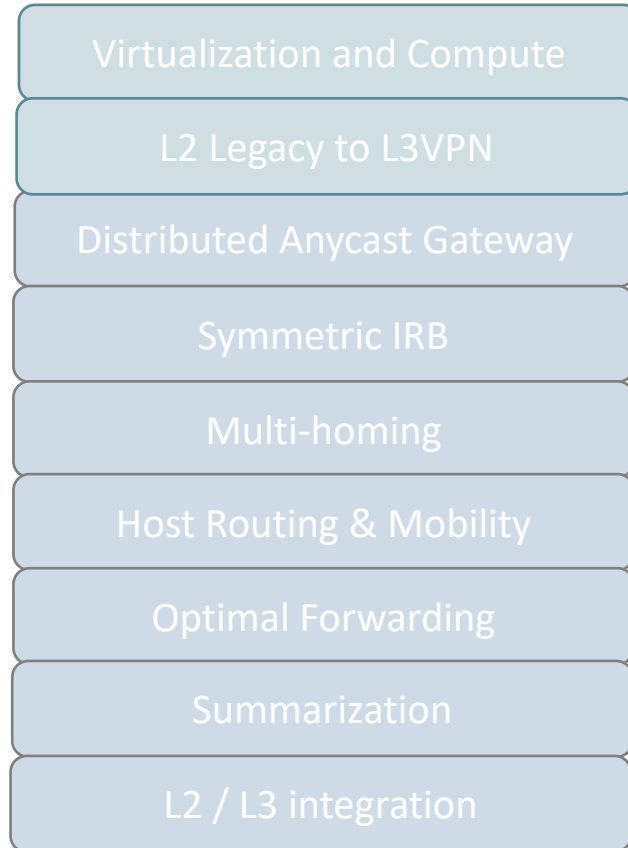 Virtualization and Compute
L2 Legacy to L3VPN
Distributed Anycast Gateway
Symmetric IRB
Multi-homing
Host Routing & Mobility
Optimal Forwarding
Summarization
L2 / L3 integration